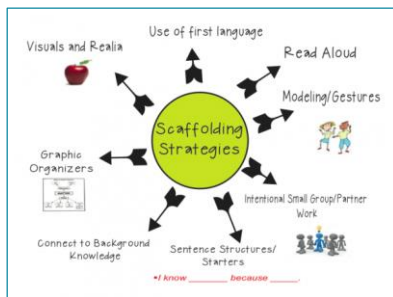 Use of first language
Visuals and Realia
Read Aloud
Modeling/Gestures
Scaffolding
Strategies
Graphic
Organizers
Intentional Small Group/Partner
Work
Connect to Background
Knowledge
Sentence Structures/
Starters
•I know _______ because ______.